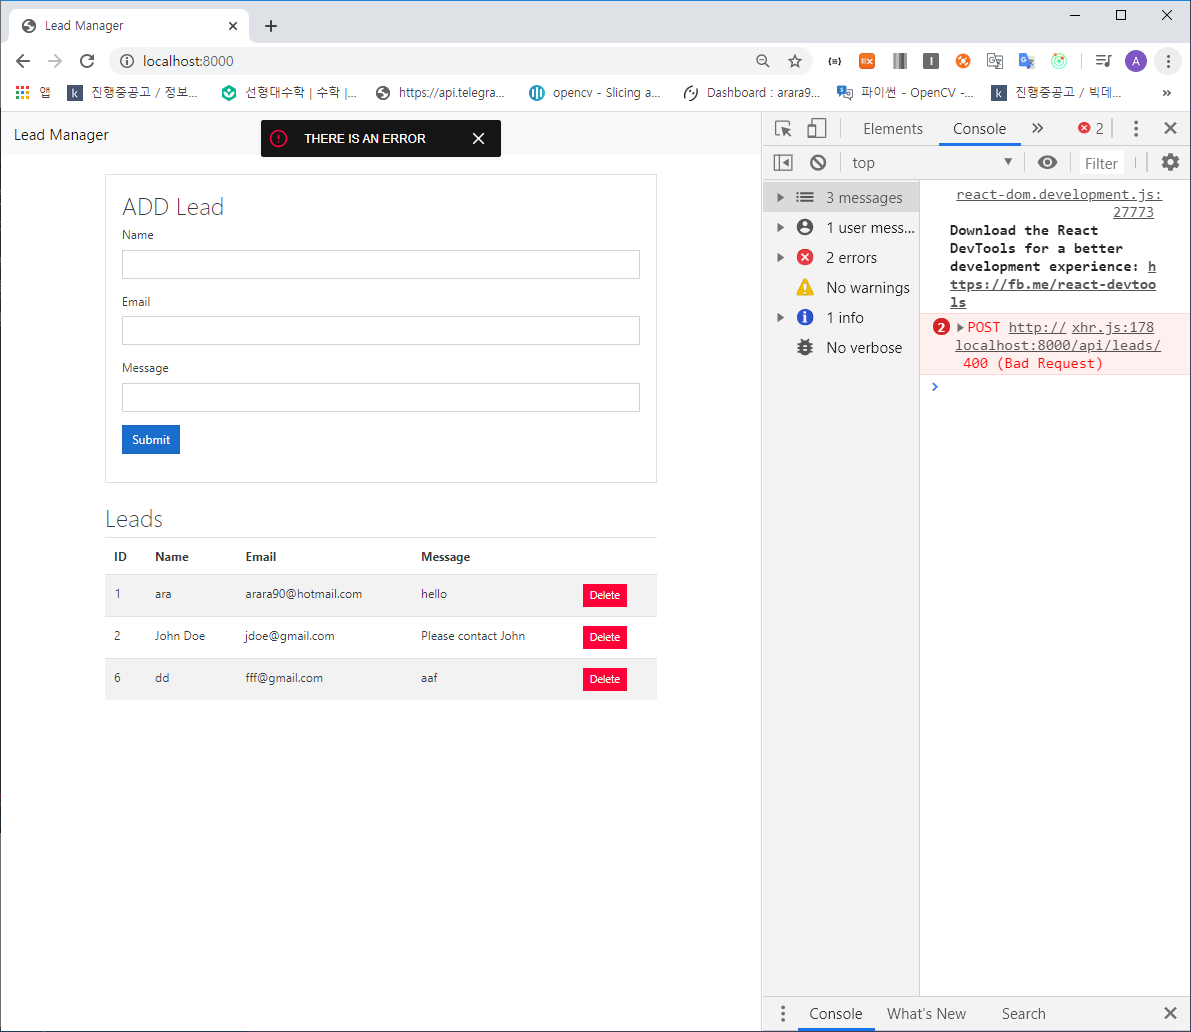 Lead Manager
localhost:8000
앱
k
진행중공고 / 정보...
선형대수학 | 수학 |...
https://api.telegra...
opencv - Slicing a...
Dashboard : arara9...
파이썬 - OpenCV -...
k
진행중공고 / 빅데...
»
EX
I
A
Lead Manager
THERE IS AN ERROR
ADD Lead
Name
Email
Message
Submit
Leads
ID Name Email Message
1 ara arara90@hotmail.com hello Delete
2 John Doe jdoe@gmail.com Please contact John Delete
6 dd fff@gmail.com aaf Delete
Elements Console » 2
top Filter
3 messages
1 user mess...
2 errors
No warnings
1 info
No verbose
react-dom.development.js:
27773
Download the React
DevTools for a better
development experience: h
ttps://fb.me/react-devtoo
ls
2 POST http:// xhr.js:178
localhost:8000/api/leads/
400 (Bad Request)
Console What's New Search